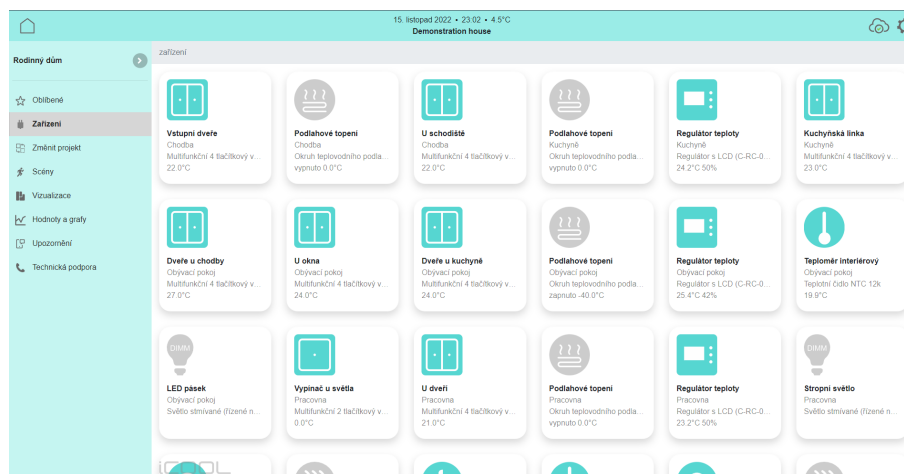 15. listopad 2022 • 23:02 • 4.5°C
Demonstration house
Rodinný dům
zařízení
Oblíbené
Zařízení
Změnit projekt
Scény
Vizualizace
Hodnoty a grafy
Upozornění
Technická podpora
Vstupní dveře
Chodba
Multifunkční 4 tlačítkový v...
22.0°C
Podlahové topení
Chodba
Okruh teplovodního podla...
vypnuto 0.0°C
U schodiště
Chodba
Multifunkční 4 tlačítkový v...
22.0°C
Podlahové topení
Kuchyně
Okruh teplovodního podla...
vypnuto 0.0°C
Regulátor teploty
Kuchyně
Regulátor s LCD (C-RC-0...
24.2°C 50%
Kuchyňská linka
Kuchyně
Multifunkční 4 tlačítkový v...
23.0°C
Dveře u chodby
Obývací pokoj
Multifunkční 4 tlačítkový v...
27.0°C
U okna
Obývací pokoj
Multifunkční 4 tlačítkový v...
24.0°C
Dveře u kuchyně
Obývací pokoj
Multifunkční 4 tlačítkový v...
24.0°C
Podlahové topení
Obývací pokoj
Okruh teplovodního podla...
zapnuto -40.0°C
Regulátor teploty
Obývací pokoj
Regulátor s LCD (C-RC-0...
25.4°C 42%
Teploměr interiérový
Obývací pokoj
Teplotní čidlo NTC 12k
19.9°C
DIMM
LED pásek
Obývací pokoj
Světlo stmívané (řízené n...
Vypínač u světla
Pracovna
Multifunkční 2 tlačítkový v...
0.0°C
U dveří
Pracovna
Multifunkční 4 tlačítkový v...
21.0°C
Podlahové topení
Pracovna
Okruh teplovodního podla...
vypnuto 0.0°C
Regulátor teploty
Pracovna
Regulátor s LCD (C-RC-0...
23.2°C 50%
DIMM
Stropní světlo
Pracovna
Světlo stmívané (řízené n...